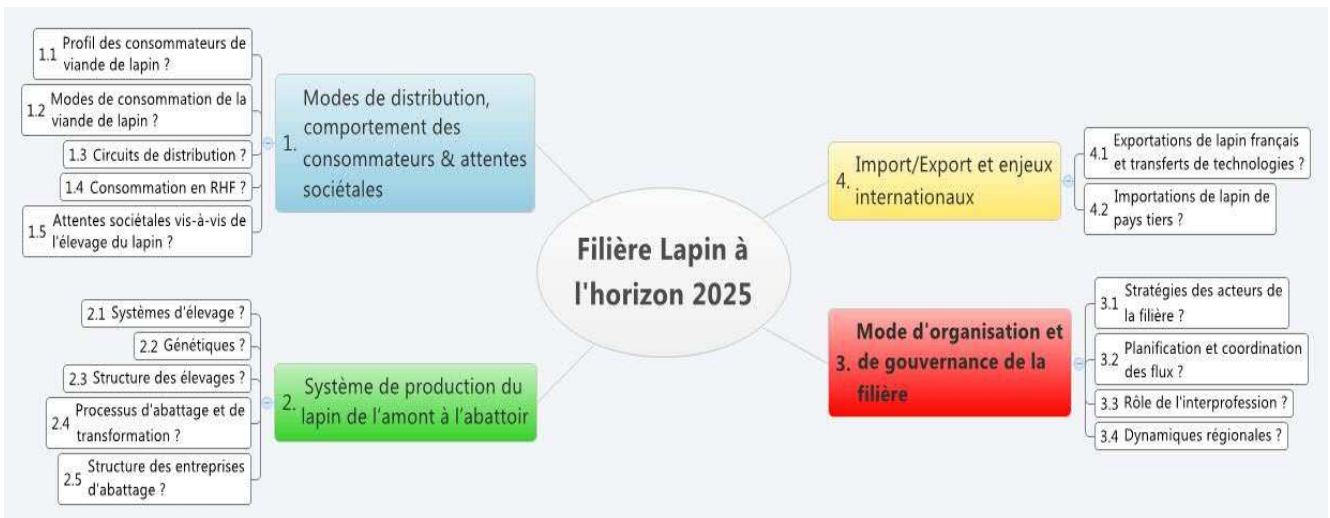 Filière Lapin à
l'horizon 2025
1.
Modes de distribution,
comportement des
consommateurs & attentes
sociétales
1.1 Profil des consommateurs de
viande de lapin ?
1.2 Modes de consommation de la
viande de lapin ?
1.3 Circuits de distribution ?
1.4 Consommation en RHF ?
1.5 Attentes sociétales vis-à-vis de
l'élevage du lapin ?
2.
Système de production du
lapin de l'amont à l'abattoir
2.1 Systèmes d'élevage ?
2.2 Génétiques ?
2.3 Structure des élevages ?
2.4 Processus d'abattage et de
transformation ?
2.5 Structure des entreprises
d'abattage ?
4.
Import/Export et enjeux
internationaux
4.1 Exportations de lapin français
et transferts de technologies ?
4.2 Importations de lapin de
pays tiers ?
3.
Mode d'organisation et
de gouvernance de la
filière
3.1 Stratégies des acteurs de
la filière ?
3.2 Planification et coordination
des flux ?
3.3 Rôle de l'interprofession ?
3.4 Dynamiques régionales ?